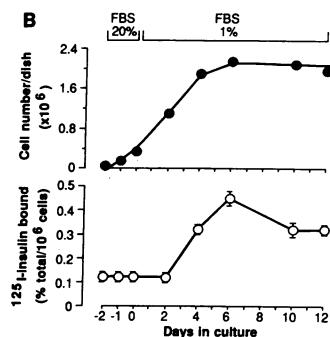 B
FBS FBS
20% 1%
Cell number/dish
(x10⁶)
2.4
1.8
1.2
0.6
0
125I-Insulin bound
(% total/10⁶ cells)
0.5
0.4
0.3
0.2
0.1
0
-2 -1 0 2 4 6 8 10 12
Days in culture